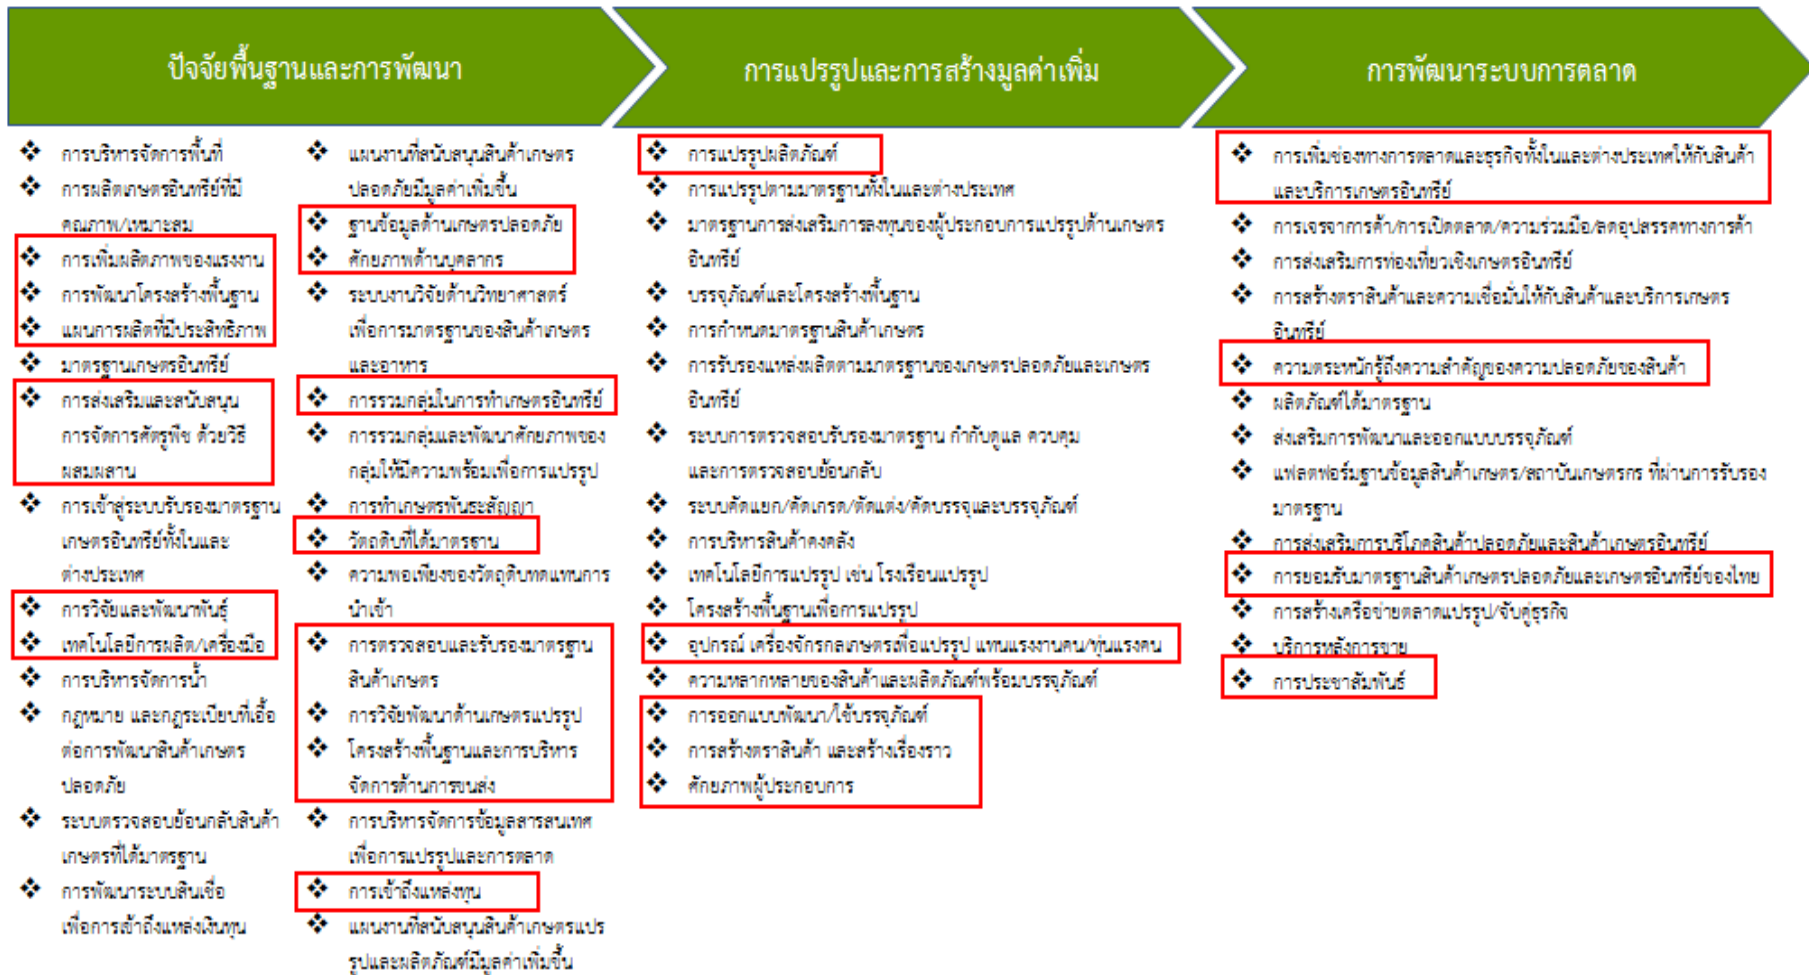 ปัจจัยพื้นฐานและการพัฒนา
การแปรรูปและการสร้างมูลค่าเพิ่ม
การพัฒนาระบบการตลาด
การบริหารจัดการพื้นที่
การผลิตเกษตรอินทรีย์ที่มี
คุณภาพ/เหมาะสม
การเพิ่มผลิตภาพของแรงงาน
การพัฒนาโครงสร้างพื้นฐาน
แผนการผลิตที่มีประสิทธิภาพ
มาตรฐานเกษตรอินทรีย์
การส่งเสริมและสนับสนุน
การจัดการศัตรูพืช ด้วยวิธี
ผสมผสาน
การเข้าสู่ระบบรับรองมาตรฐาน
เกษตรอินทรีย์ทั้งในและ
ต่างประเทศ
การวิจัยและพัฒนาพันธุ์
เทคโนโลยีการผลิต/เครื่องมือ
การบริหารจัดการน้ำ
กฎหมาย และกฎระเบียบที่เอื้อ
ต่อการพัฒนาสินค้าเกษตร
ปลอดภัย
ระบบตรวจสอบย้อนกลับสินค้า
เกษตรที่ได้มาตรฐาน
การพัฒนาระบบสินเชื่อ
เพื่อการเข้าถึงแหล่งเงินทุน
แผนงานที่สนับสนุนสินค้าเกษตร
ปลอดภัยมีมูลค่าเพิ่มขึ้น
ฐานข้อมูลด้านเกษตรปลอดภัย
ศักยภาพด้านบุคลากร
ระบบงานวิจัยด้านวิทยาศาสตร์
เพื่อการมาตรฐานของสินค้าเกษตร
และอาหาร
การรวมกลุ่มในการทำเกษตรอินทรีย์
การรวมกลุ่มและพัฒนาศักยภาพของ
กลุ่มให้มีความพร้อมเพื่อการแปรรูป
การทำเกษตรพันธะสัญญา
วัตถุดิบที่ได้มาตรฐาน
ความพอเพียงของวัตถุดิบทดแทนการ
นำเข้า
การตรวจสอบและรับรองมาตรฐาน
สินค้าเกษตร
การวิจัยพัฒนาด้านเกษตรแปรรูป
โครงสร้างพื้นฐานและการบริหาร
จัดการด้านการขนส่ง
การบริหารจัดการข้อมูลสารสนเทศ
เพื่อการแปรรูปและการตลาด
การเข้าถึงแหล่งทุน
แผนงานที่สนับสนุนสินค้าเกษตรแปร
รูปและผลิตภัณฑ์มีมูลค่าเพิ่มขึ้น
การแปรรูปผลิตภัณฑ์
การแปรรูปตามมาตรฐานทั้งในและต่างประเทศ
มาตรฐานการส่งเสริมการลงทุนของผู้ประกอบการแปรรูปด้านเกษตร
อินทรีย์
บรรจุภัณฑ์และโครงสร้างพื้นฐาน
การกำหนดมาตรฐานสินค้าเกษตร
การรับรองแหล่งผลิตตามมาตรฐานของเกษตรปลอดภัยและเกษตร
อินทรีย์
ระบบการตรวจสอบรับรองมาตรฐาน กำกับดูแล ควบคุม
และการตรวจสอบย้อนกลับ
ระบบคัดแยก/คัดเกรด/ตัดแต่ง/คัดบรรจุและบรรจุภัณฑ์
การบริหารสินค้าคงคลัง
เทคโนโลยีการแปรรูป เช่น โรงเรือนแปรรูป
โครงสร้างพื้นฐานเพื่อการแปรรูป
อุปกรณ์ เครื่องจักรกลเกษตรเพื่อแปรรูป แทนแรงงานคน/ทุ่นแรงคน
ความหลากหลายของสินค้าและผลิตภัณฑ์พร้อมบรรจุภัณฑ์
การออกแบบพัฒนา/ใช้บรรจุภัณฑ์
การสร้างตราสินค้า และสร้างเรื่องราว
ศักยภาพผู้ประกอบการ
การเพิ่มช่องทางการตลาดและธุรกิจทั้งในและต่างประเทศให้กับสินค้า
และบริการเกษตรอินทรีย์
การเจรจาการค้า/การเปิดตลาด/ความร่วมมือ/ลดอุปสรรคทางการค้า
การส่งเสริมการท่องเที่ยวเชิงเกษตรอินทรีย์
การสร้างตราสินค้าและความเชื่อมั่นให้กับสินค้าและบริการเกษตร
อินทรีย์
ความตระหนักรู้ถึงความสำคัญของความปลอดภัยของสินค้า
ผลิตภัณฑ์ได้มาตรฐาน
ส่งเสริมการพัฒนาและออกแบบบรรจุภัณฑ์
แฟลตฟอร์มฐานข้อมูลสินค้าเกษตร/สถาบันเกษตรกร ที่ผ่านการรับรอง
มาตรฐาน
การส่งเสริมการบริโภคสินค้าปลอดภัยและสินค้าเกษตรอินทรีย์
การยอมรับมาตรฐานสินค้าเกษตรปลอดภัยและเกษตรอินทรีย์ของไทย
การสร้างเครือข่ายตลาดแปรรูป/จับคู่ธุรกิจ
บริการหลังการขาย
การประชาสัมพันธ์